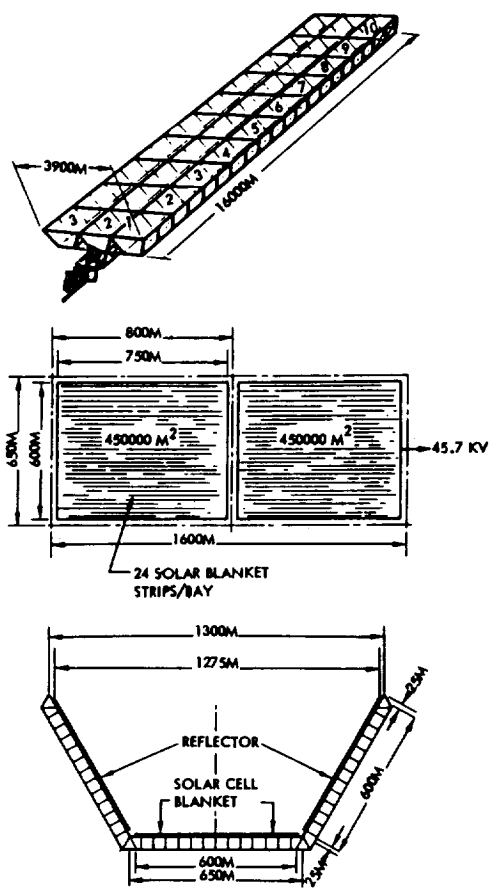 10
9
8
7
6
5
4
3
2
3 2 1
3900M
16000M
800M
750M
650M
600M
450000 M2
450000 M2
45.7 KV
1600M
24 SOLAR BLANKET
STRIPS/BAY
1300M
1275M
25M
REFLECTOR
SOLAR CELL
BLANKET
600M
25M
600M
650M